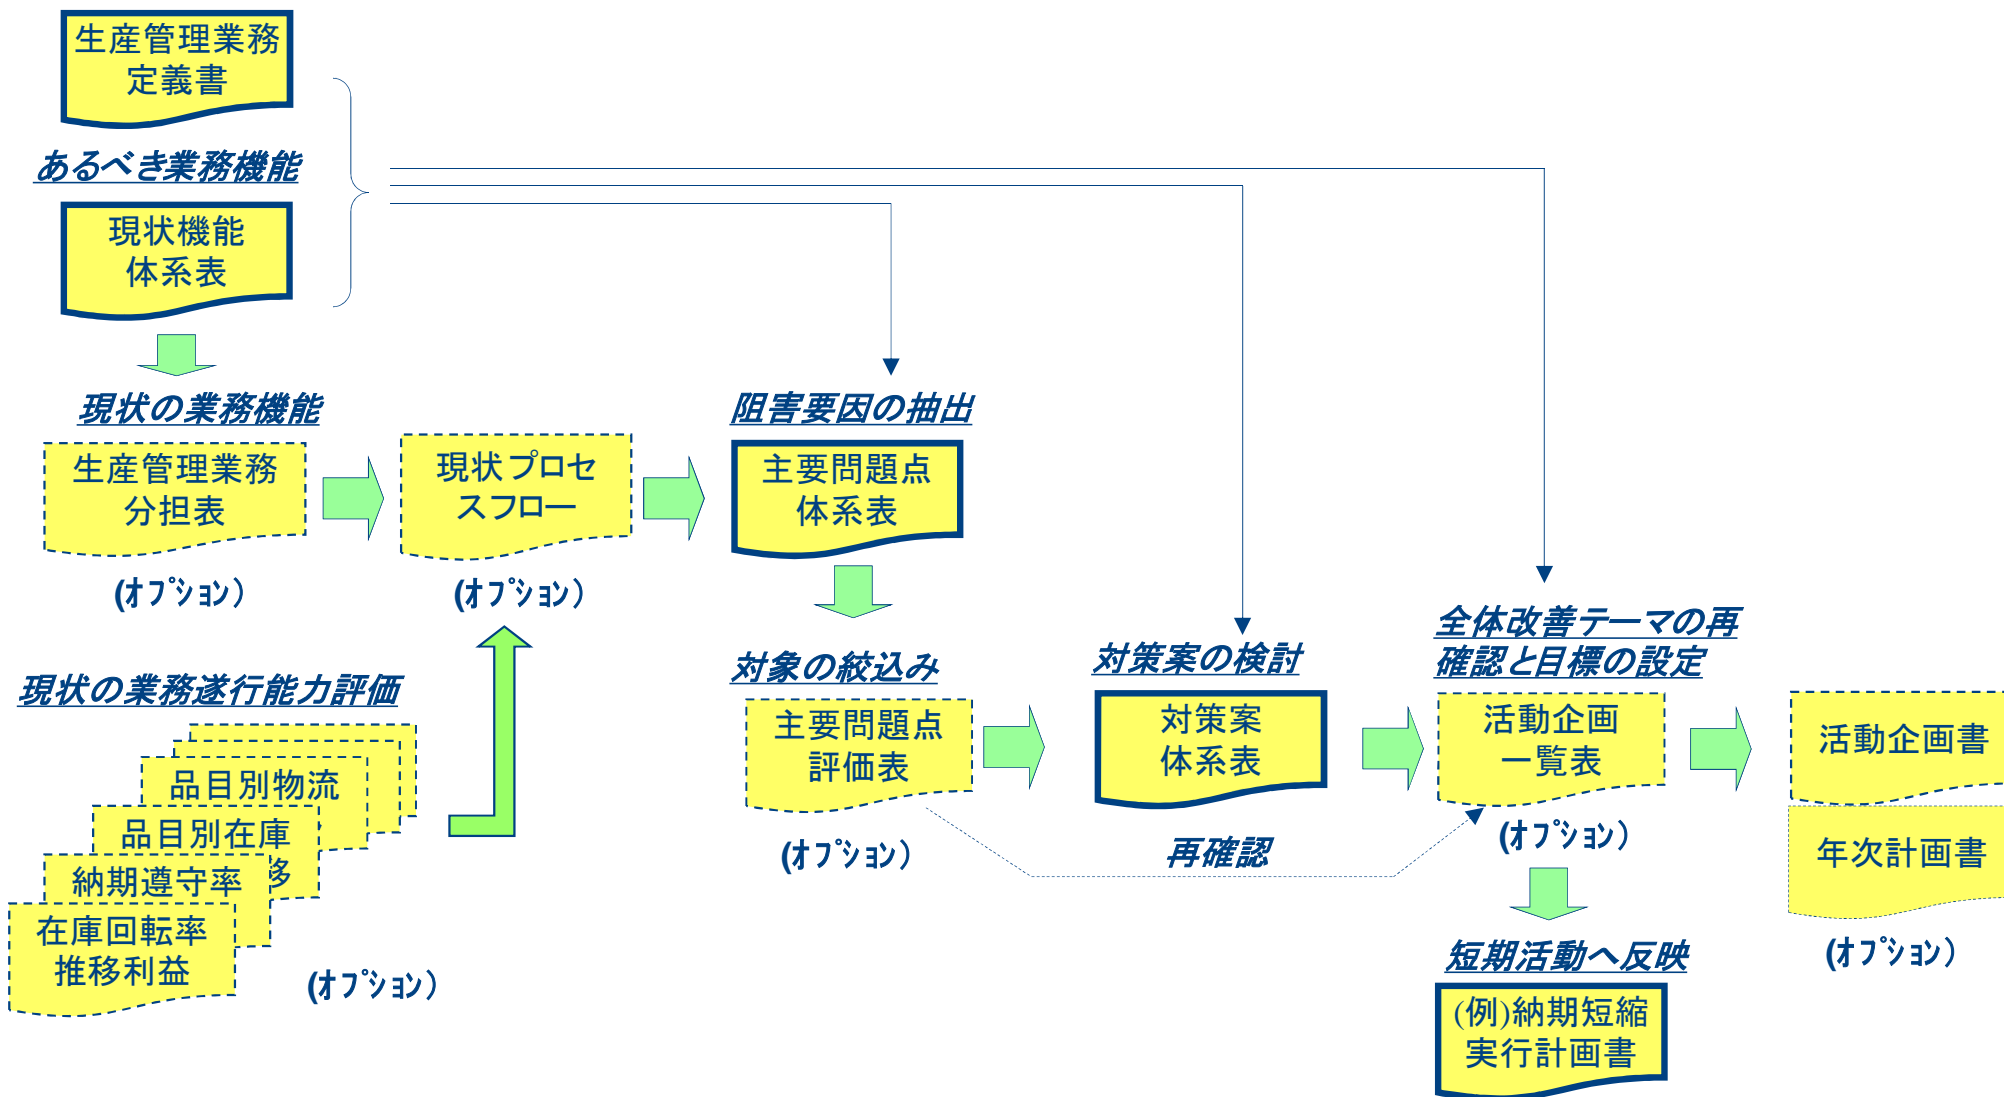 生産管理業務
定義書
あるべき業務機能
現状機能
体系表
現状の業務機能
生産管理業務
分担表
(ｵﾌﾟｼｮﾝ)
現状プロセ
スフロー
(ｵﾌﾟｼｮﾝ)
阻害要因の抽出
主要問題点
体系表
現状の業務遂行能力評価
品目別物流
品目別在庫
移
納期遵守率
在庫回転率
推移利益
(ｵﾌﾟｼｮﾝ)
対象の絞込み
主要問題点
評価表
(ｵﾌﾟｼｮﾝ)
再確認
対策案の検討
対策案
体系表
全体改善テーマの再
確認と目標の設定
活動企画
一覧表
(ｵﾌﾟｼｮﾝ)
活動企画書
年次計画書
(ｵﾌﾟｼｮﾝ)
短期活動へ反映
(例)納期短縮
実行計画書